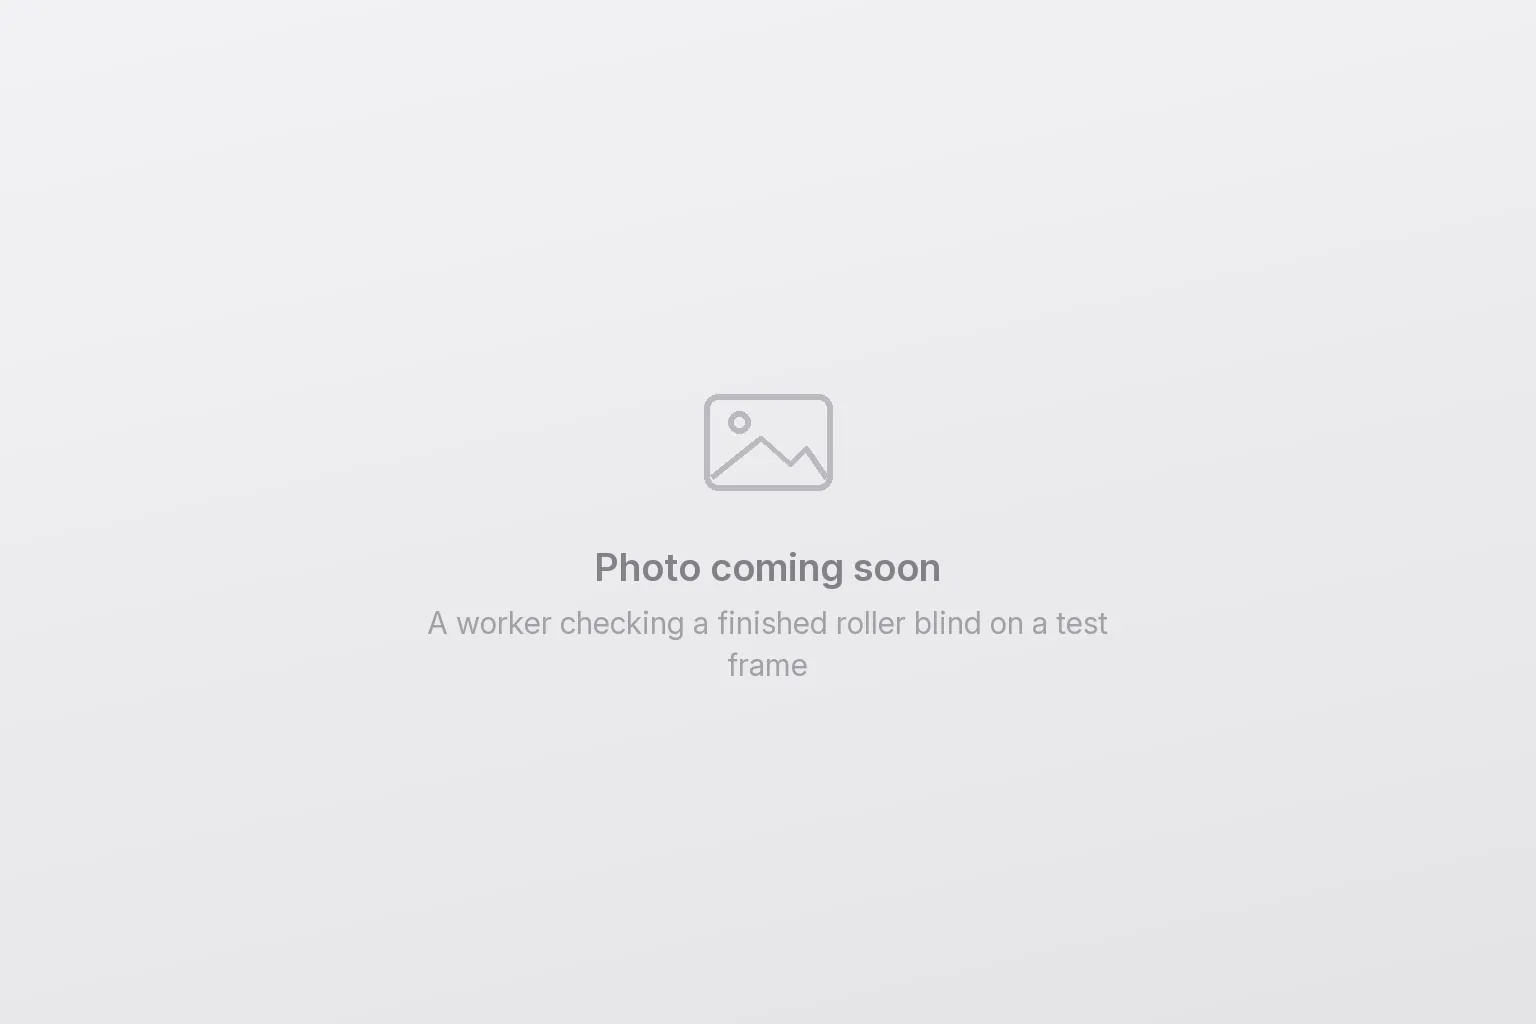 Photo coming soon
A worker checking a finished roller blind on a test
frame